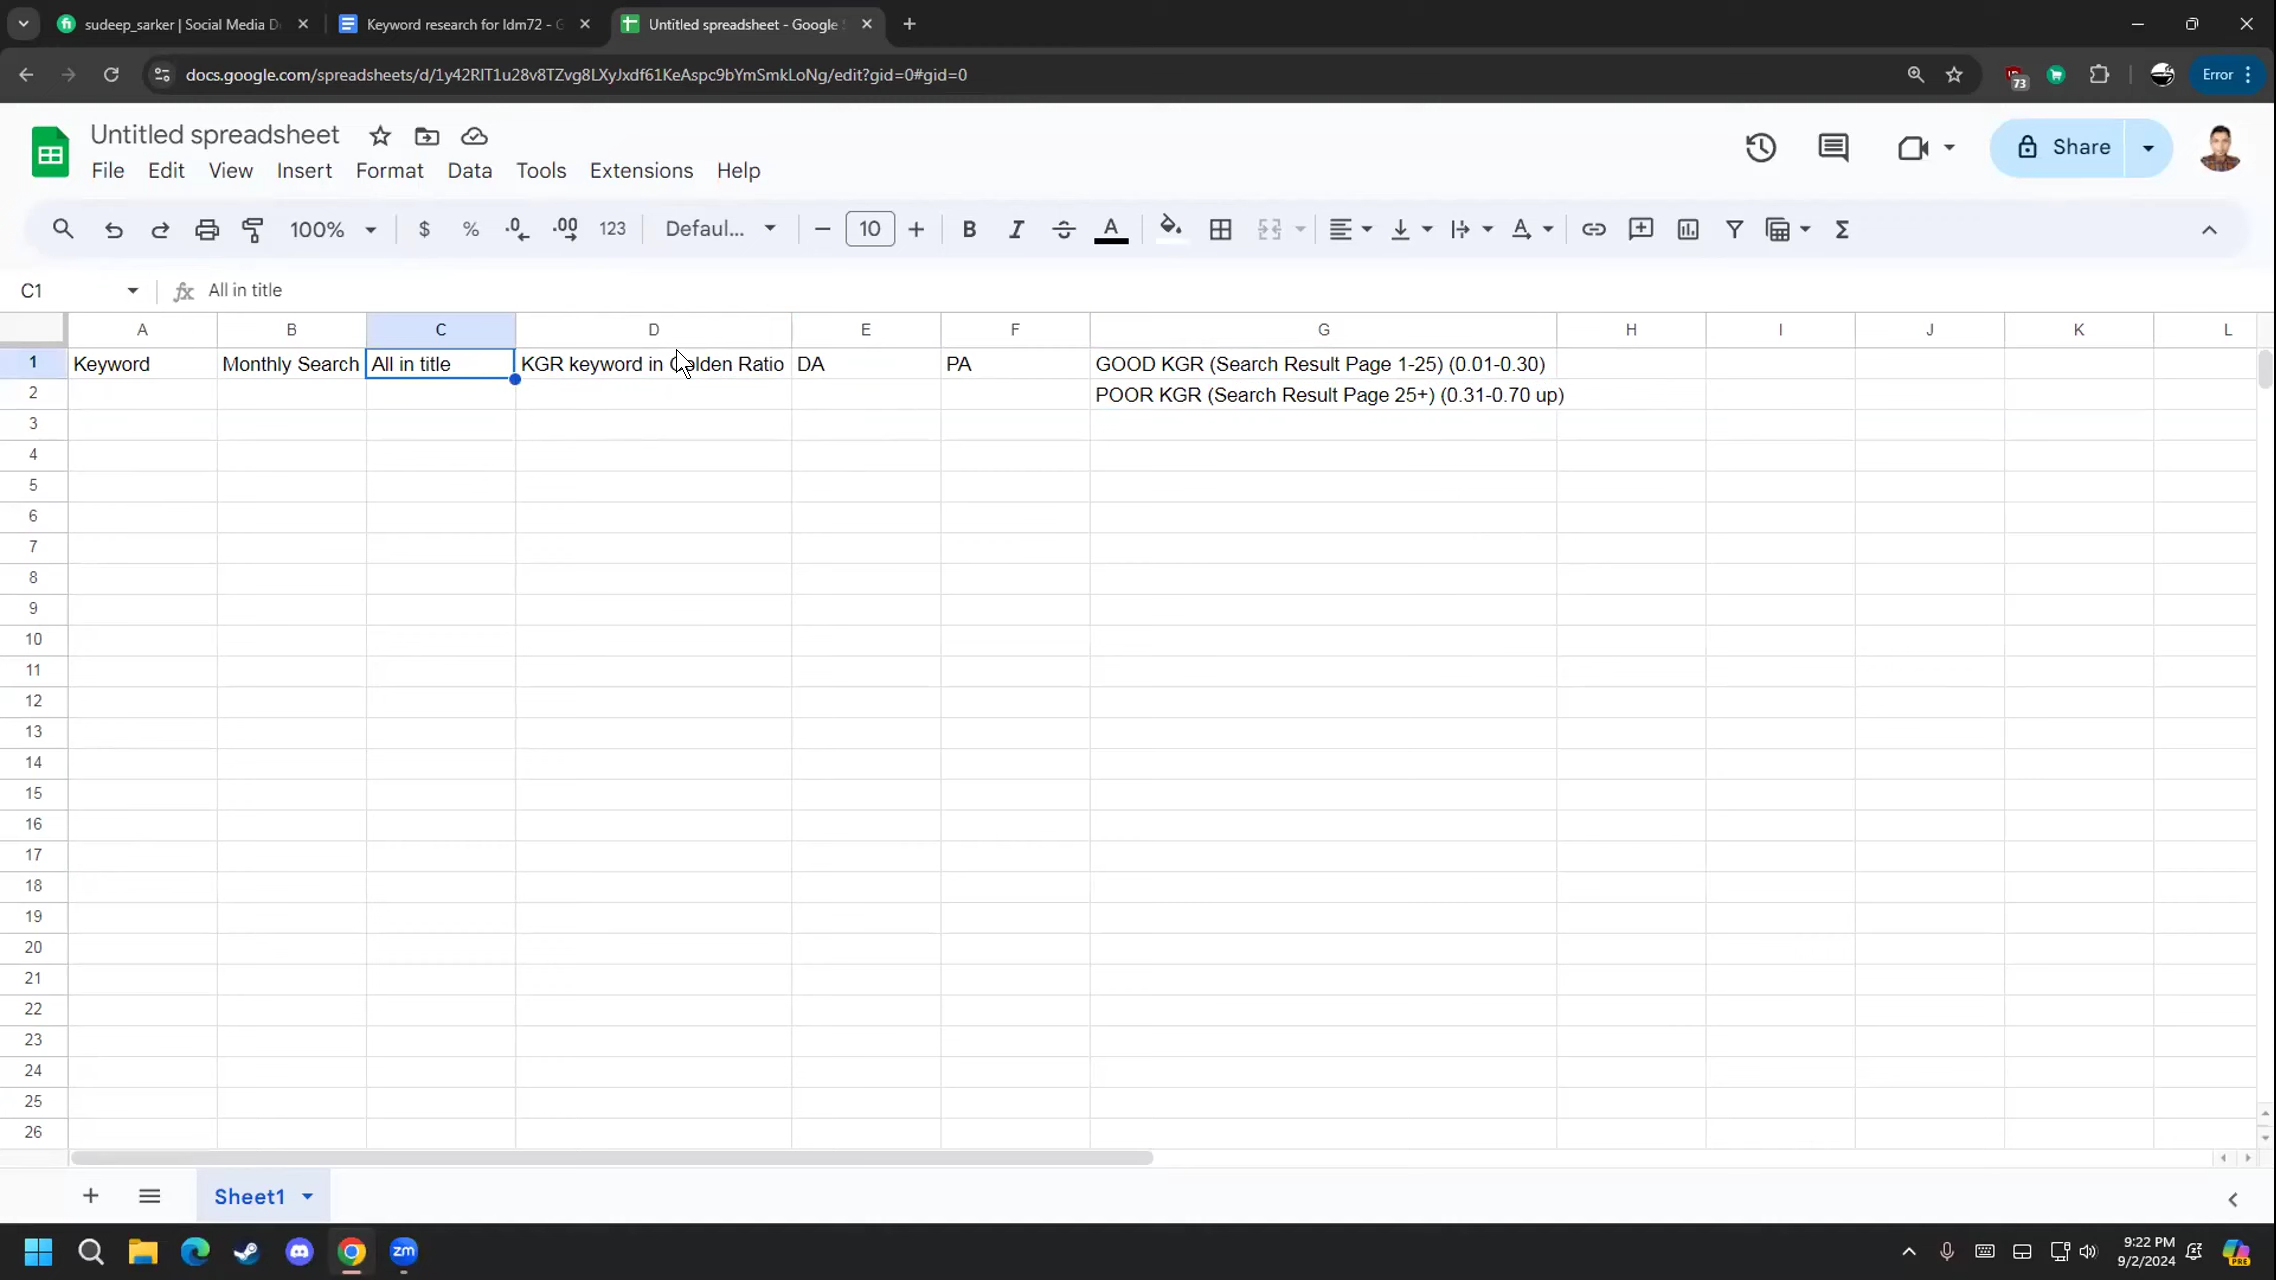 sudeep_sarker | Social Media D
Keyword research for ldm72 - G
Untitled spreadsheet - Google
docs.google.com/spreadsheets/d/1y42RlT1u28v8TZvg8LXyJxdf61KeAspc9bYmSmkLoNg/edit?gid=0#gid=0
73
Error
Untitled spreadsheet
File Edit View Insert Format Data Tools Extensions Help
Share
100% $ % .0 .00 123 Defaul... 10 B I S A
C1 fx All in title
A B C D E F G H I J K L
1 Keyword Monthly Search All in title KGR keyword in Golden Ratio DA PA GOOD KGR (Search Result Page 1-25) (0.01-0.30)
2 POOR KGR (Search Result Page 25+) (0.31-0.70 up)
3
4
5
6
7
8
9
10
11
12
13
14
15
16
17
18
19
20
21
22
23
24
25
26
Sheet1
zm
9:22 PM
9/2/2024
PRE